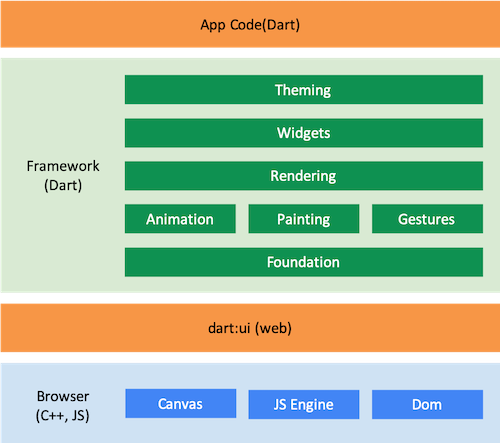 App Code(Dart)
Theming
Widgets
Framework
(Dart)
Rendering
Animation
Painting
Gestures
Foundation
dart:ui (web)
Browser
(C++, JS)
Canvas
JS Engine
Dom